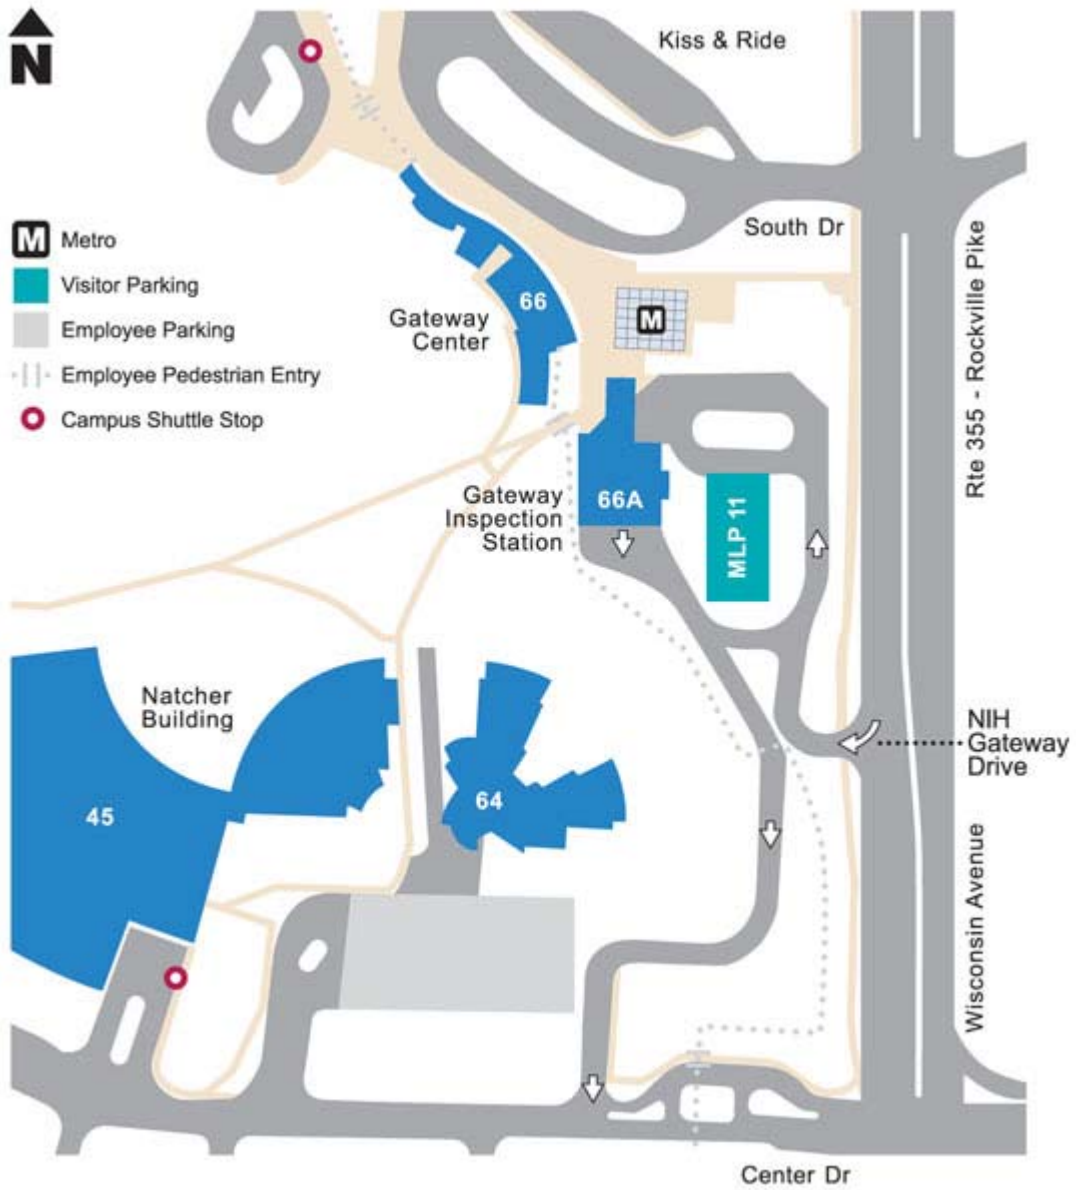 N
Kiss & Ride
South Dr
M
Metro
Visitor Parking
Employee Parking
Employee Pedestrian Entry
Campus Shuttle Stop
66
Gateway
Center
M
Rte 355 - Rockville Pike
Gateway
Inspection
Station
66A
MLP 11
Natcher
Building
NIH
Gateway
Drive
45
64
Wisconsin Avenue
Center Dr